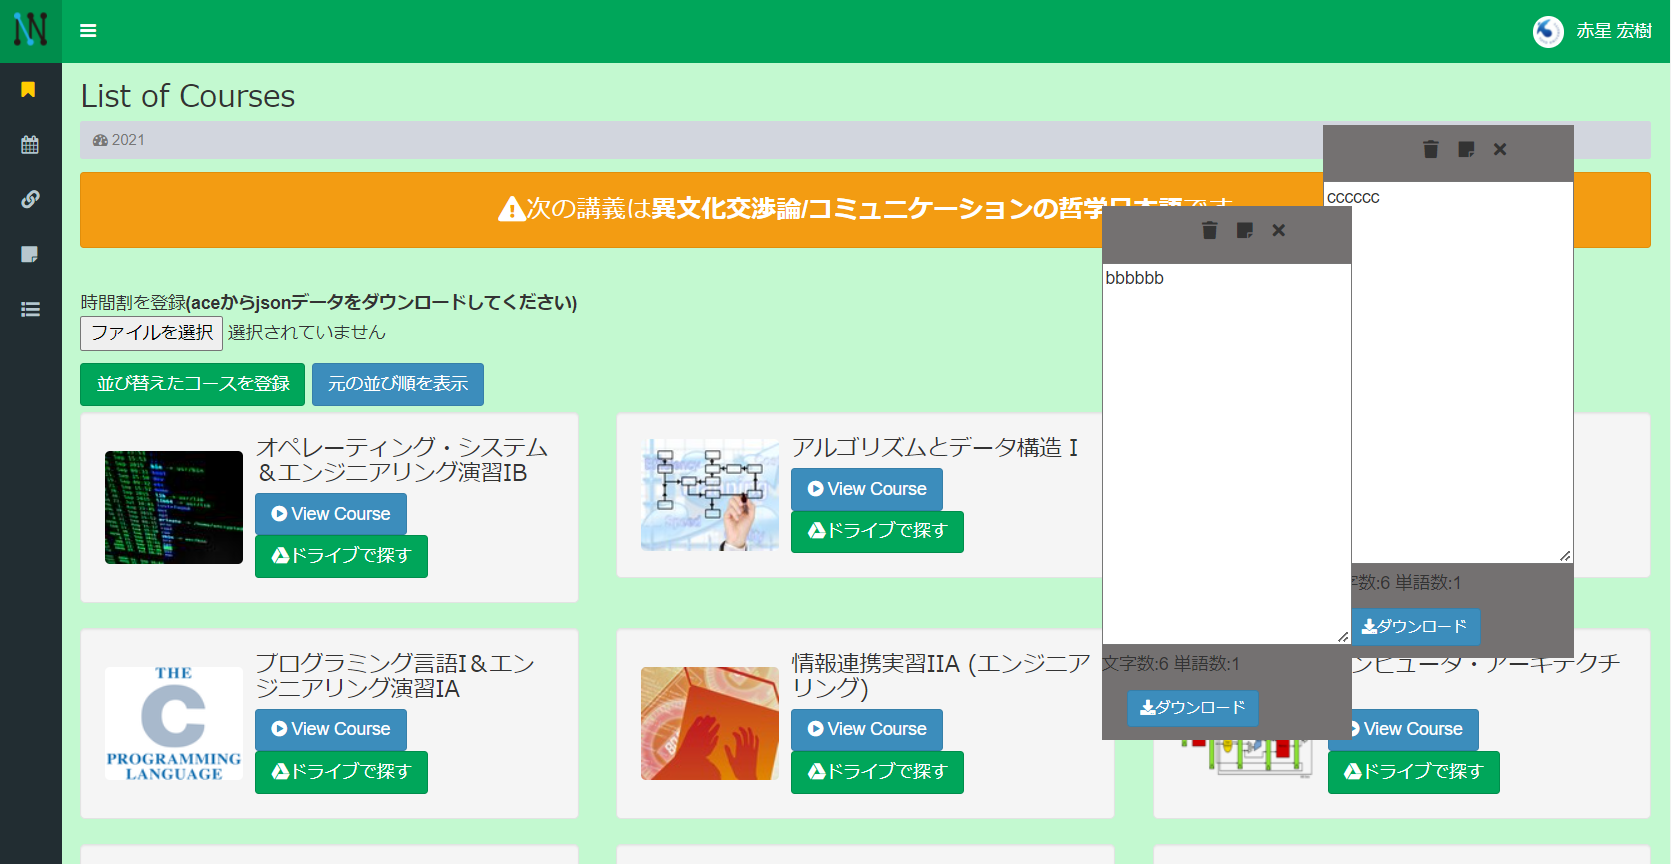 赤星 宏樹
List of Courses
2021
次の講義は異文化交渉論/コミュニケーションの哲学日本語です
時間割を登録(aceからjsonデータをダウンロードしてください)
ファイルを選択 選択されていません
並び替えたコースを登録 元の並び順を表示
cccccc
文字数:6 単語数:1
ダウンロード
bbbbbb
文字数:6 単語数:1
ダウンロード
オペレーティング・システム
&エンジニアリング演習IB
View Course
ドライブで探す
アルゴリズムとデータ構造 I
View Course
ドライブで探す
THE
C
PROGRAMMING
LANGUAGE
プログラミング言語I&エン
ジニアリング演習IA
View Course
ドライブで探す
情報連携実習IIA (エンジニア
リング)
View Course
ドライブで探す
ンピュータ・アーキテクチ
View Course
ドライブで探す